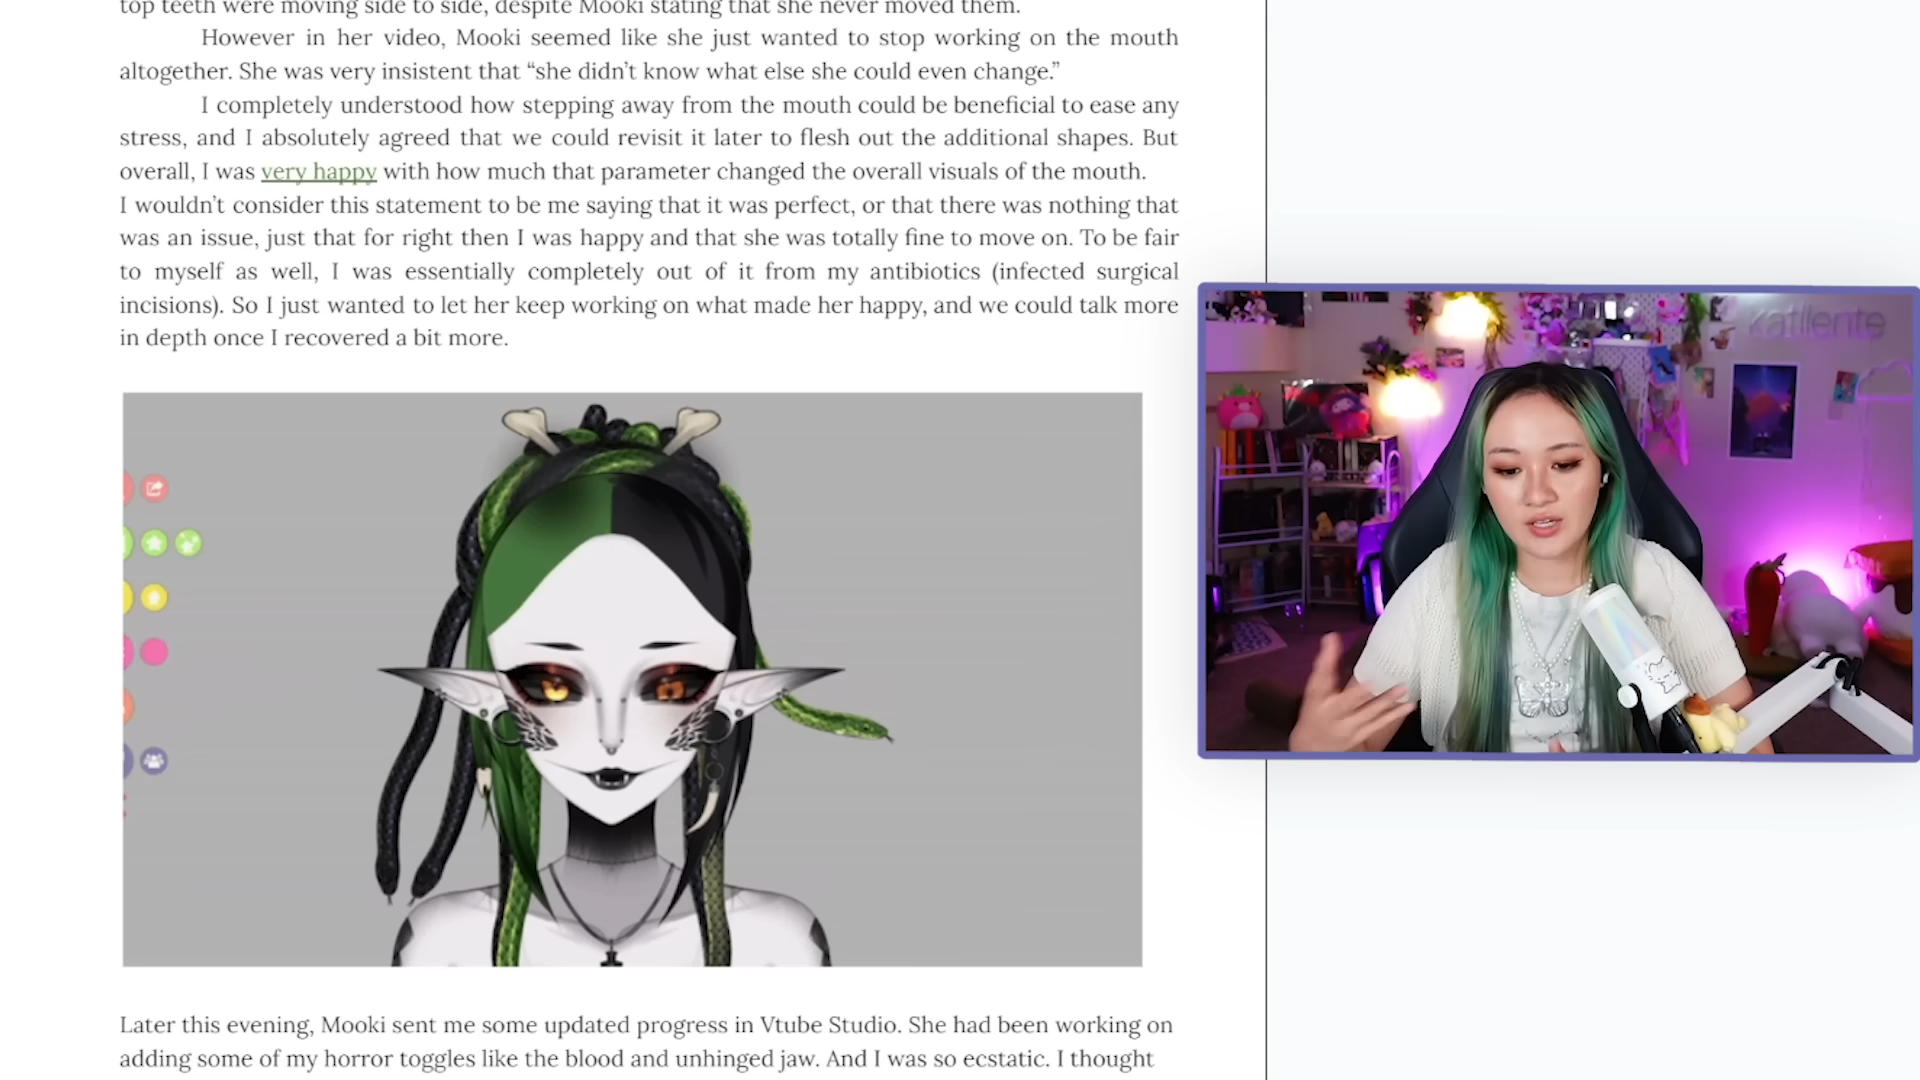 top teeth were moving side to side, despite Mooki stating that she never moved them.
However in her video, Mooki seemed like she just wanted to stop working on the mouth
altogether. She was very insistent that “she didn’t know what else she could even change.”
I completely understood how stepping away from the mouth could be beneficial to ease any
stress, and I absolutely agreed that we could revisit it later to flesh out the additional shapes. But
overall, I was very happy with how much that parameter changed the overall visuals of the mouth.
I wouldn’t consider this statement to be me saying that it was perfect, or that there was nothing that
was an issue, just that for right then I was happy and that she was totally fine to move on. To be fair
to myself as well, I was essentially completely out of it from my antibiotics (infected surgical
incisions). So I just wanted to let her keep working on what made her happy, and we could talk more
in depth once I recovered a bit more.
katliente
Later this evening, Mooki sent me some updated progress in Vtube Studio. She had been working on
adding some of my horror toggles like the blood and unhinged jaw. And I was so ecstatic. I thought